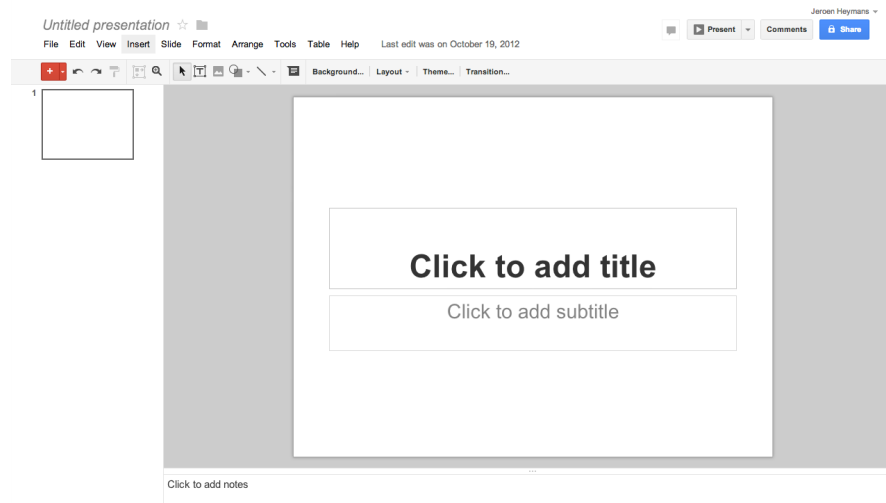 Jeroen Heymans
Untitled presentation
Present
Comments
Share
File Edit View Insert Slide Format Arrange Tools Table Help Last edit was on October 19, 2012
Background... Layout Theme... Transition...
1
Click to add title
Click to add subtitle
Click to add notes